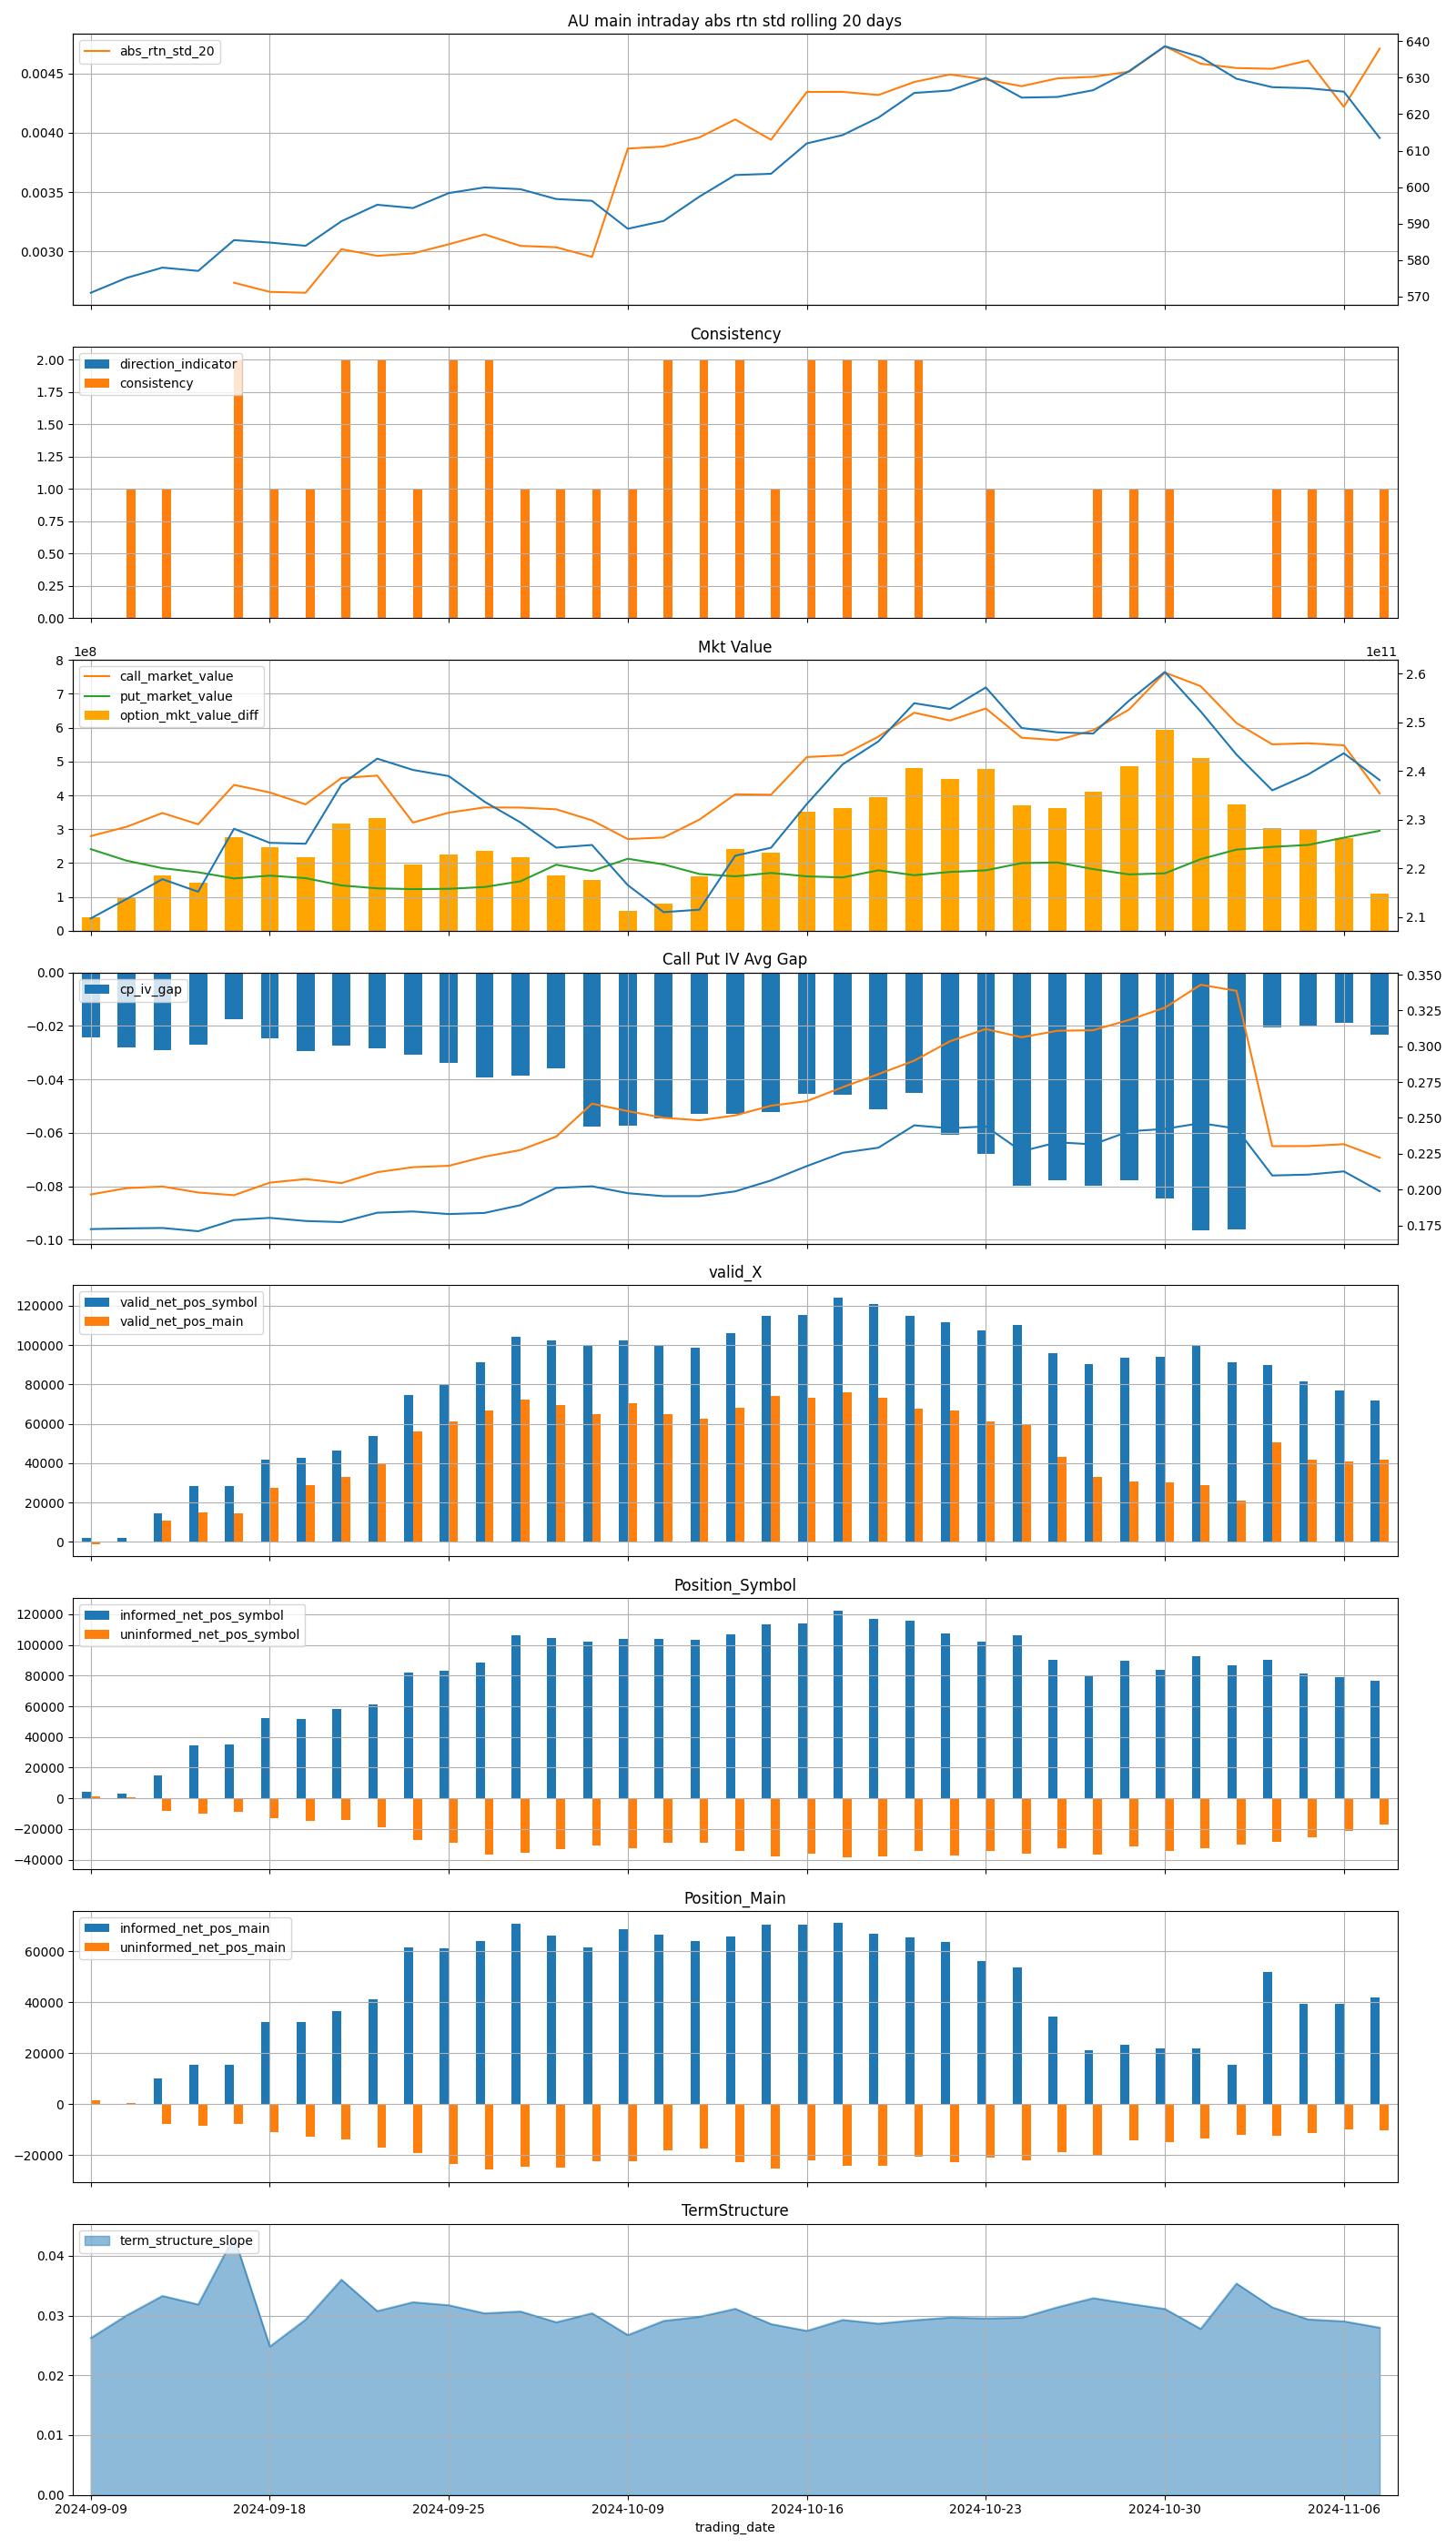 AU main intraday abs rtn std rolling 20 days
abs_rtn_std_20
0.0045
0.0040
0.0035
0.0030
640
630
620
610
600
590
580
570
Consistency
direction_indicator
consistency
2.00
1.75
1.50
1.25
1.00
0.75
0.50
0.25
0.00
Mkt Value
1e8
1e11
call_market_value
put_market_value
option_mkt_value_diff
8
7
6
5
4
3
2
1
0
2.6
2.5
2.4
2.3
2.2
2.1
Call Put IV Avg Gap
cp_iv_gap
0.00
−0.02
−0.04
−0.06
−0.08
−0.10
0.350
0.325
0.300
0.275
0.250
0.225
0.200
0.175
valid_X
valid_net_pos_symbol
valid_net_pos_main
120000
100000
80000
60000
40000
20000
0
Position_Symbol
informed_net_pos_symbol
uninformed_net_pos_symbol
120000
100000
80000
60000
40000
20000
0
−20000
−40000
Position_Main
informed_net_pos_main
uninformed_net_pos_main
60000
40000
20000
0
−20000
TermStructure
term_structure_slope
0.04
0.03
0.02
0.01
0.00
2024-09-09 2024-09-18 2024-09-25 2024-10-09 2024-10-16 2024-10-23 2024-10-30 2024-11-06
trading_date